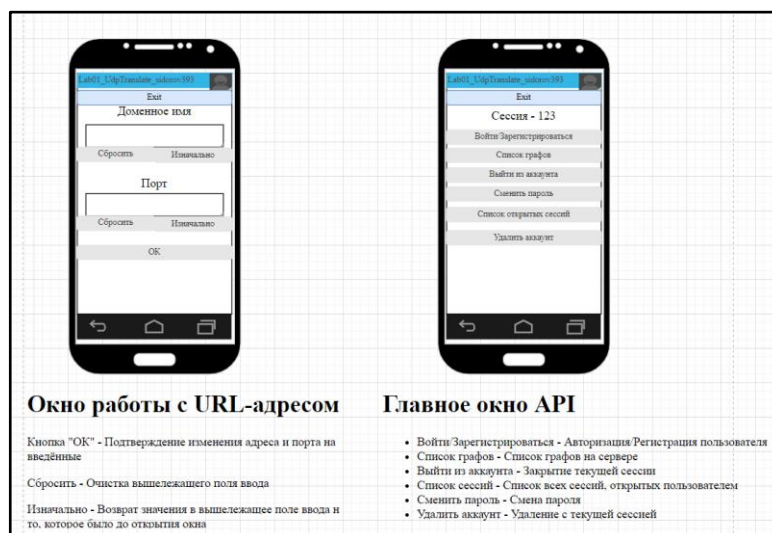 Lab01_UdpTranslate_sidorov393
Exit
Доменное имя
Сбросить Изначально
Порт
Сбросить Изначально
OK
Lab01_UdpTranslate_sidorov393
Exit
Сессия - 123
Войти/Зарегистрироваться
Список графов
Выйти из аккаунта
Сменить пароль
Список открытых сессий
Удалить аккаунт
Окно работы с URL-адресом
Кнопка "ОК" - Подтверждение изменения адреса и порта на
введённые
Сбросить - Очистка вышележашего поля ввода
Изначально - Возврат значения в вышележащее поле ввода н
то, которое было до открытия окна
Главное окно API
• Войти/Зарегистрироваться - Авторизация/Регистрация пользователя
• Список графов - Список графов на сервере
• Выйти из аккаунта - Закрытие текущей сессии
• Список сессий - Список всех сессий, открытых пользователем
• Сменить пароль - Смена пароля
• Удалить аккаунт - Удаление с текущей сессией